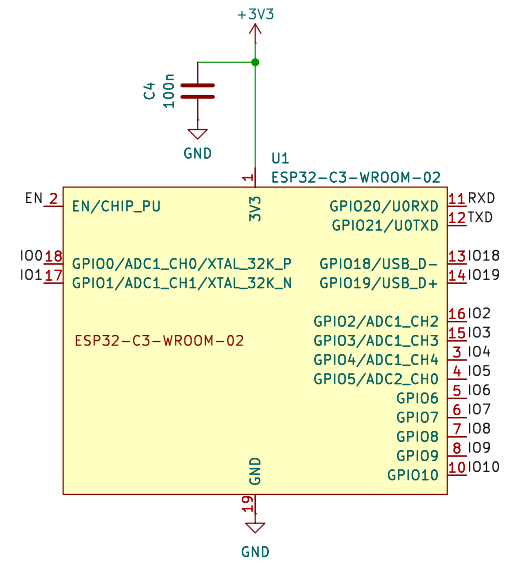 +3V3
C4
100n
GND
U1
ESP32-C3-WROOM-02
1
3V3
EN 2 EN/CHIP_PU
GPIO20/U0RXD 11 RXD
GPIO21/U0TXD 12 TXD
IO0 18 GPIO0/ADC1_CH0/XTAL_32K_P
GPIO18/USB_D- 13 IO18
IO1 17 GPIO1/ADC1_CH1/XTAL_32K_N
GPIO19/USB_D+ 14 IO19
GPIO2/ADC1_CH2 16 IO2
GPIO3/ADC1_CH3 15 IO3
ESP32-C3-WROOM-02
GPIO4/ADC1_CH4 3 IO4
GPIO5/ADC2_CH0 4 IO5
GPIO6 5 IO6
GPIO7 6 IO7
GPIO8 7 IO8
GPIO9 8 IO9
GPIO10 10 IO10
GND
19
GND